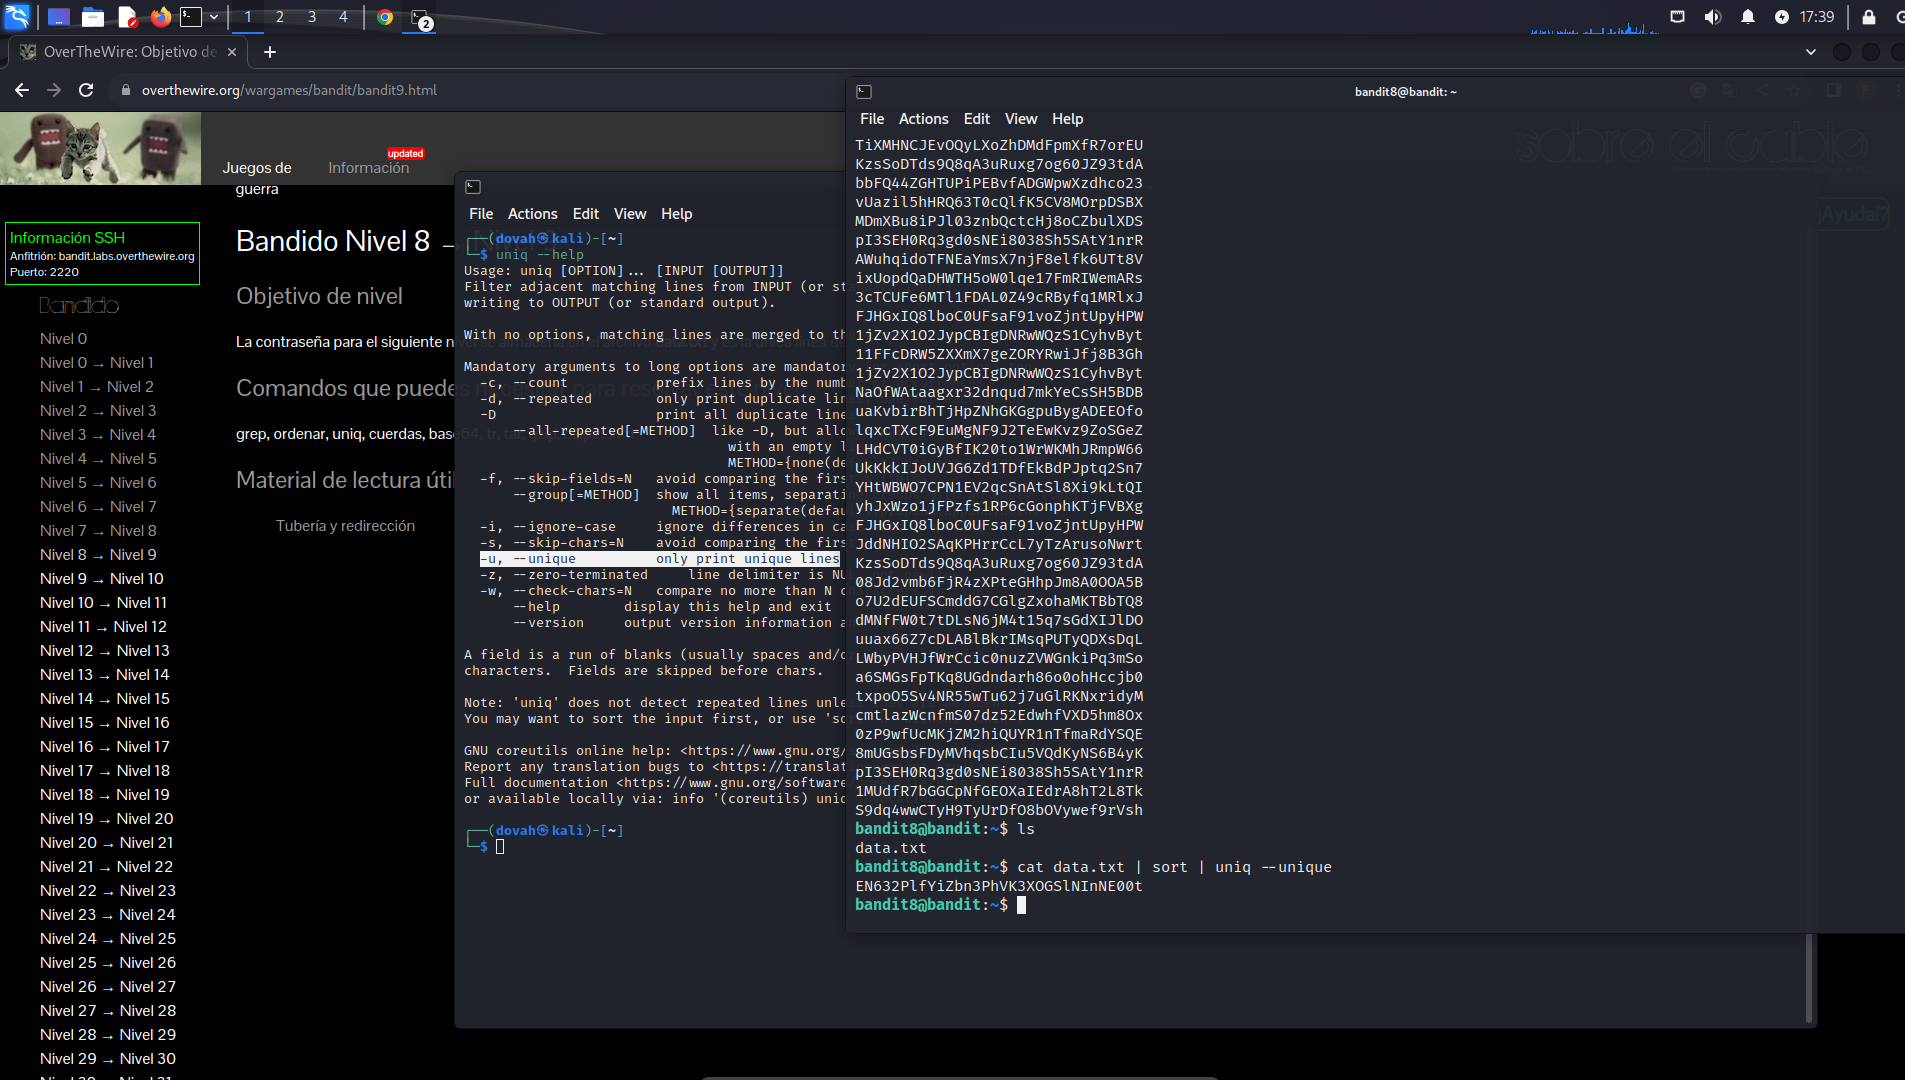 1 2 3 4
2
17:39
OverTheWire: Objetivo de
overthewire.org/wargames/bandit/bandit9.html
Juegos de guerra
Información
updated
Información SSH
Anfitrión: bandit.labs.overthewire.org
Puerto: 2220
Bandido
Nivel 0
Nivel 0 → Nivel 1
Nivel 1 → Nivel 2
Nivel 2 → Nivel 3
Nivel 3 → Nivel 4
Nivel 4 → Nivel 5
Nivel 5 → Nivel 6
Nivel 6 → Nivel 7
Nivel 7 → Nivel 8
Nivel 8 → Nivel 9
Nivel 9 → Nivel 10
Nivel 10 → Nivel 11
Nivel 11 → Nivel 12
Nivel 12 → Nivel 13
Nivel 13 → Nivel 14
Nivel 14 → Nivel 15
Nivel 15 → Nivel 16
Nivel 16 → Nivel 17
Nivel 17 → Nivel 18
Nivel 18 → Nivel 19
Nivel 19 → Nivel 20
Nivel 20 → Nivel 21
Nivel 21 → Nivel 22
Nivel 22 → Nivel 23
Nivel 23 → Nivel 24
Nivel 24 → Nivel 25
Nivel 25 → Nivel 26
Nivel 26 → Nivel 27
Nivel 27 → Nivel 28
Nivel 28 → Nivel 29
Nivel 29 → Nivel 30
Bandido Nivel 8 →
Objetivo de nivel
La contraseña para el siguiente n
Comandos que puedes
grep, ordenar, uniq, cuerdas, base64,
Material de lectura úti
Tubería y redirección
sobre el cable
¡Ayuda!?
File Actions Edit View Help
┌──(dovah㉿kali)-[~]
└─$ uniq --help
Usage: uniq [OPTION]... [INPUT [OUTPUT]]
Filter adjacent matching lines from INPUT (or st
writing to OUTPUT (or standard output).
With no options, matching lines are merged to th
Mandatory arguments to long options are mandator
-c, --count prefix lines by the numb
-d, --repeated only print duplicate lin
-D print all duplicate line
--all-repeated[=METHOD] like -D, but allo
with an empty l
METHOD={none(def
-f, --skip-fields=N avoid comparing the firs
--group[=METHOD] show all items, separati
METHOD={separate(defau
-i, --ignore-case ignore differences in ca
-s, --skip-chars=N avoid comparing the firs
-u, --unique only print unique lines
-z, --zero-terminated line delimiter is NU
-w, --check-chars=N compare no more than N c
--help display this help and exit
--version output version information a
A field is a run of blanks (usually spaces and/o
characters. Fields are skipped before chars.
Note: 'uniq' does not detect repeated lines unle
You may want to sort the input first, or use 'so
GNU coreutils online help: <https://www.gnu.org/
Report any translation bugs to <https://translat
Full documentation <https://www.gnu.org/software
or available locally via: info '(coreutils) uniq
┌──(dovah㉿kali)-[~]
└─$
bandit8@bandit: ~
File Actions Edit View Help
TiXMHNCJEvOQyLXoZhDMdFpmXfR7orEU
KzsSoDTds9Q8qA3uRuxg7og60JZ93tdA
bbFQ44ZGHTUPiPEBvfADGWpwXzdhco23
vUazil5hHRQ63T0cQlfK5CV8MOrpDSBX
MDmXBu8iPJl03znbQctcHj8oCZbulXDS
pI3SEH0Rq3gd0sNEi8038Sh5SAtY1nrR
AWuhqidoTFNEaYmsX7njF8elfk6UTt8V
ixUopdQaDHWTH5oW0lqe17FmRIWemARs
3cTCUFe6MTl1FDAL0Z49cRByfq1MRlxJ
FJHGxIQ8lboC0UFsaF91voZjntUpyHPW
1jZv2X1O2JypCBIgDNRwWQzS1CyhvByt
11FFcDRW5ZXXmX7geZORYRwiJfj8B3Gh
1jZv2X1O2JypCBIgDNRwWQzS1CyhvByt
NaOfWAtaagxr32dnqud7mkYeCsSH5BDB
uaKvbirBhTjHpZNhGKGgpuBygADEEOfo
lqxcTXcF9EuMgNF9J2TeEwKvz9ZoSGeZ
LHdCVT0iGyBfIK20to1WrWKMhJRmpW66
UkKkkIJoUVJG6Zd1TDfEkBdPJptq2Sn7
YHtWBWO7CPN1EV2qcSnAtSl8Xi9kLtQI
yhJxWzo1jFPzfs1RP6cGonphKTjFVBXg
FJHGxIQ8lboC0UFsaF91voZjntUpyHPW
JddNHIO2SAqKPHrrCcL7yTzArusoNwrt
KzsSoDTds9Q8qA3uRuxg7og60JZ93tdA
08Jd2vmb6FjR4zXPteGHhpJm8A0OOA5B
o7U2dEUFSCmddG7CGlgZxohaMKTBbTQ8
dMNfFW0t7tDLsN6jM4t15q7sGdXIJlDO
uuax66Z7cDLABlBkrIMsqPUTyQDXsDqL
LWbyPVHJfWrCcic0nuzZVWGnkiPq3mSo
a6SMGsFpTKq8UGdndarh86o0ohHccjb0
txpoO5Sv4NR55wTu62j7uGlRKNxridyM
cmtlazWcnfmS07dz52EdwhfVXD5hm8Ox
0zP9wfUcMKjZM2hiQUYR1nTfmaRdYSQE
8mUGsbsFDyMVhqsbCIu5VQdKyNS6B4yK
pI3SEH0Rq3gd0sNEi8038Sh5SAtY1nrR
1MUdfR7bGGCpNfGEOXaIEdrA8hT2L8Tk
S9dq4wwCTyH9TyUrDfO8bOVywef9rVsh
bandit8@bandit:~$ ls
data.txt
bandit8@bandit:~$ cat data.txt | sort | uniq --unique
EN632PlfYiZbn3PhVK3XOGSlNInNE00t
bandit8@bandit:~$